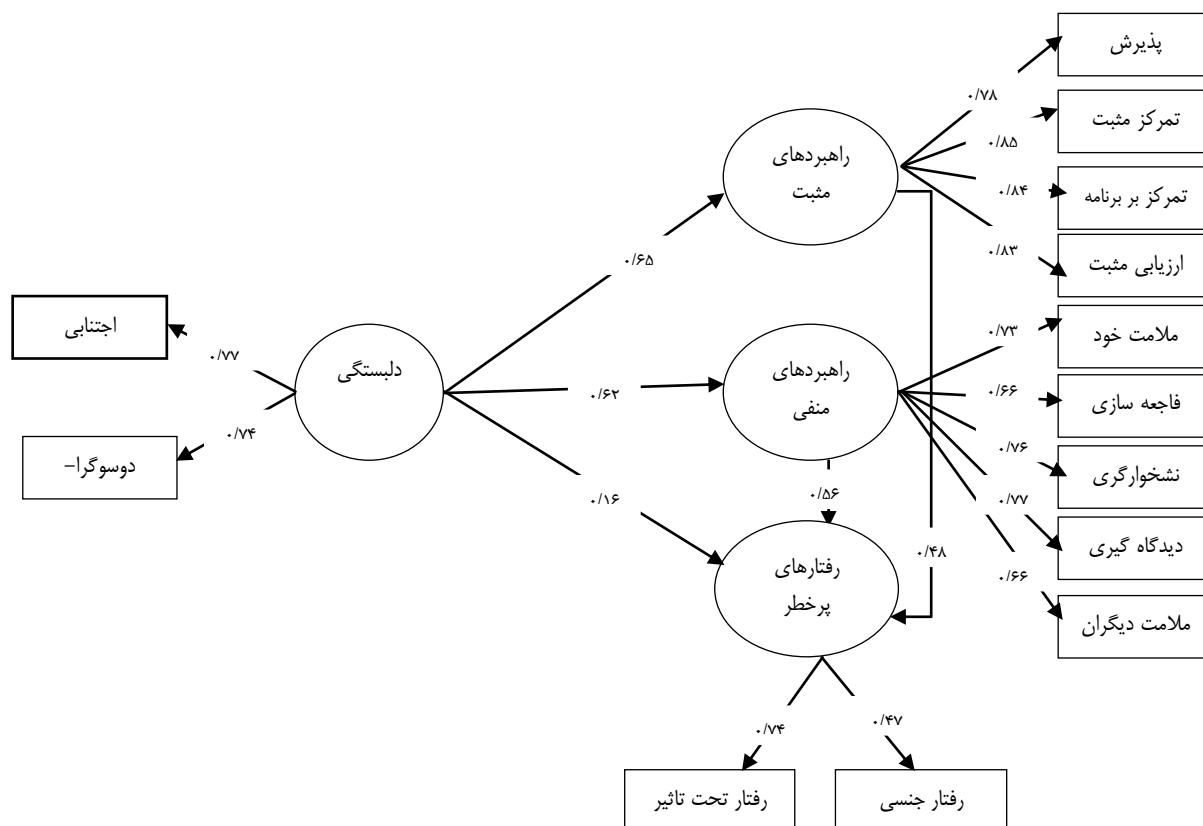 پذیرش
۰/۷۸
تمرکز مثبت
۰/۸۵
راهبردهای
مثبت
۰/۸۴
تمرکز بر برنامه
۰/۸۳
ارزیابی مثبت
۰/۶۵
اجتنابی
۰/۷۷
دلبستگی
۰/۶۲
راهبردهای
منفی
۰/۷۳
ملامت خود
۰/۶۶
فاجعه سازی
۰/۷۴
دوسوگرا-
۰/۷۶
نشخوارگری
۰/۱۶
۰/۵۶
۰/۷۷
دیدگاه گیری
۰/۴۸
رفتارهای
پرخطر
۰/۶۶
ملامت دیگران
۰/۷۴
۰/۴۷
رفتار تحت تاثیر
رفتار جنسی